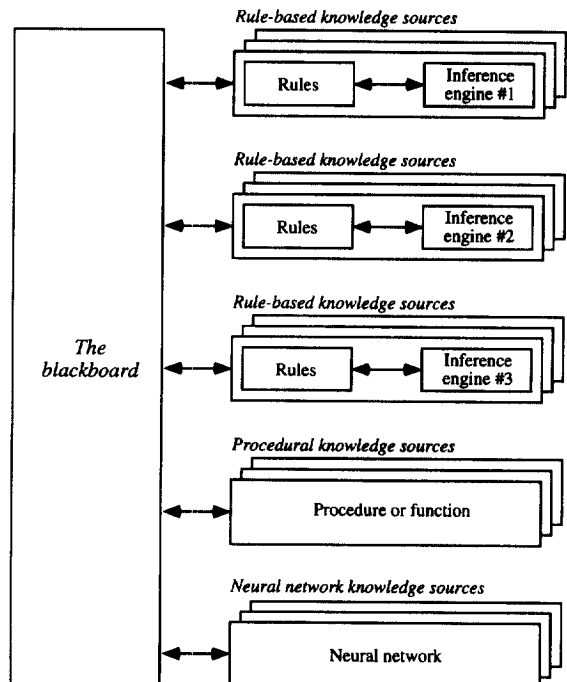 Rule-based knowledge sources
Rules
Inference
engine #1
Rule-based knowledge sources
Rules
Inference
engine #2
Rule-based knowledge sources
The
blackboard
Rules
Inference
engine #3
Procedural knowledge sources
Procedure or function
Neural network knowledge sources
Neural network